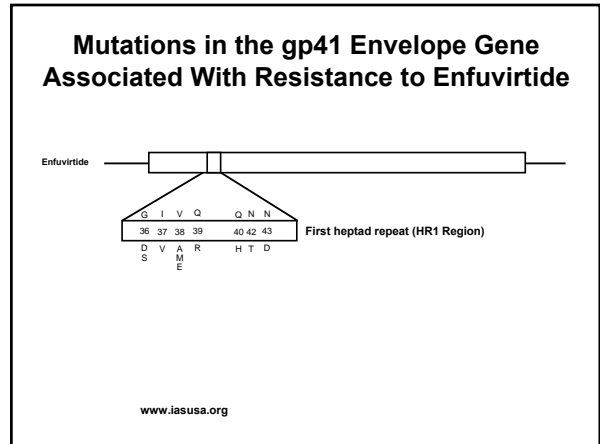 Mutations in the gp41 Envelope Gene
Associated With Resistance to Enfuvirtide
Enfuvirtide
G I V Q Q N N
36 37 38 39 40 42 43 First heptad repeat (HR1 Region)
D V A R H T D
S M
E
www.iasusa.org